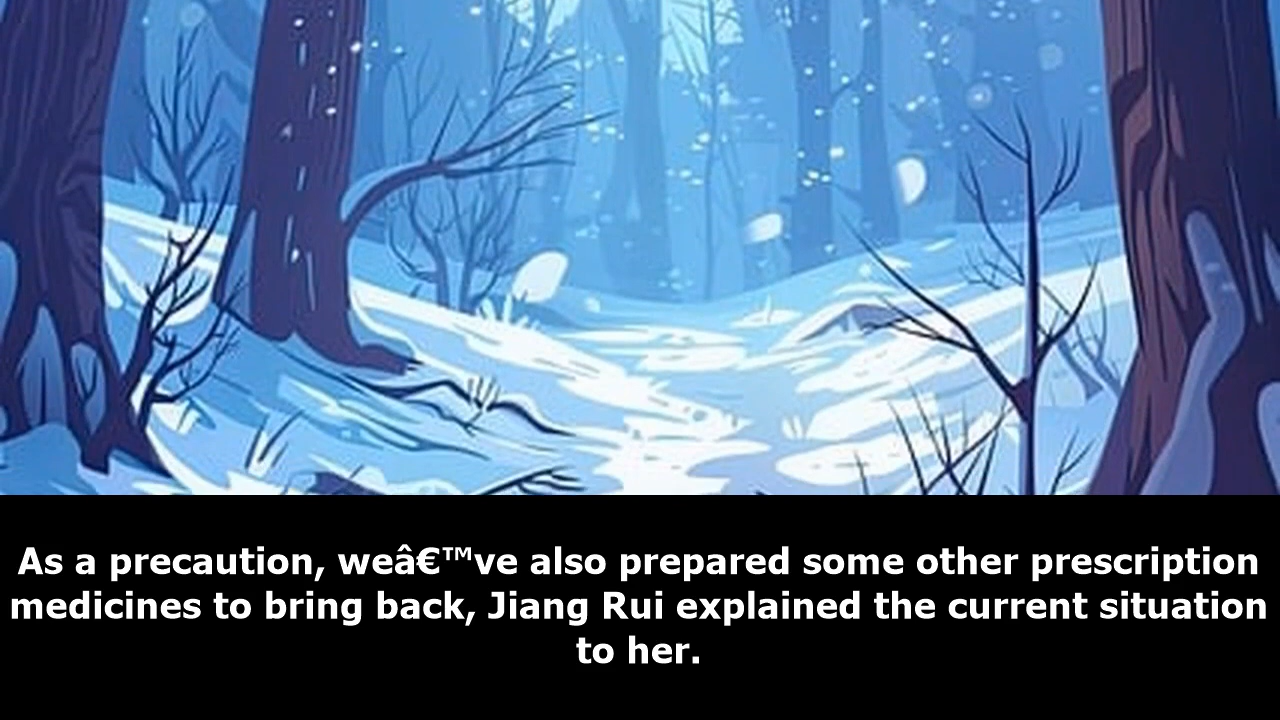 As a precaution, weâ€™ve also prepared some other prescription
medicines to bring back, Jiang Rui explained the current situation
to her.